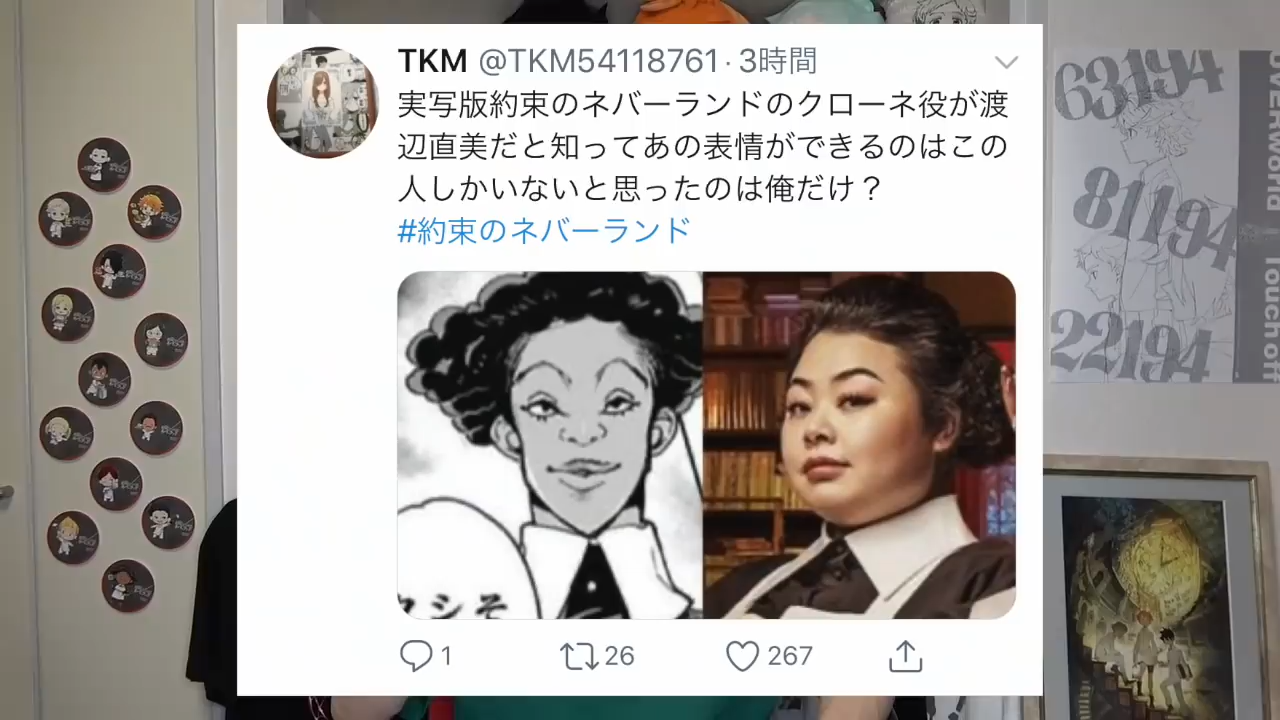 TKM @TKM54118761・3時間
実写版約束のネバーランドのクローネ役が渡
辺直美だと知ってあの表情ができるのはこの
人しかいないと思ったのは俺だけ？
#約束のネバーランド
クシそ
1
26
267
63194
81194
22194
Touch off